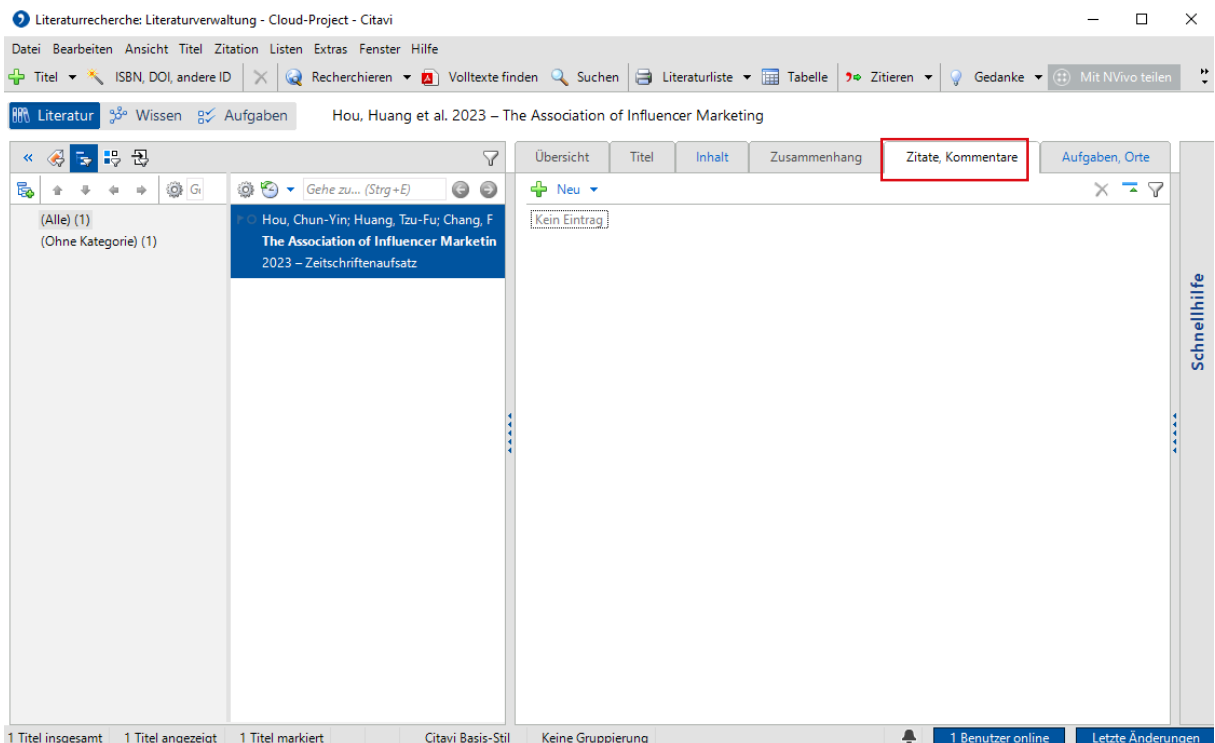 Literaturrecherche: Literaturverwaltung - Cloud-Project - Citavi
Datei Bearbeiten Ansicht Titel Zitation Listen Extras Fenster Hilfe
Titel ISBN, DOI, andere ID Recherchieren Volltexte finden Suchen Literaturliste Tabelle Zitieren Gedanke Mit NVivo teilen
Literatur Wissen Aufgaben Hou, Huang et al. 2023 – The Association of Influencer Marketing
Übersicht Titel Inhalt Zusammenhang Zitate, Kommentare Aufgaben, Orte
Gehe zu... (Strg+E) Neu
(Alle) (1)
(Ohne Kategorie) (1)
Hou, Chun-Yin; Huang, Tzu-Fu; Chang, F
The Association of Influencer Marketin
2023 – Zeitschriftenaufsatz
Kein Eintrag
Schnellhilfe
1 Titel insgesamt 1 Titel angezeigt 1 Titel markiert Citavi Basis-Stil Keine Gruppierung 1 Benutzer online Letzte Änderungen